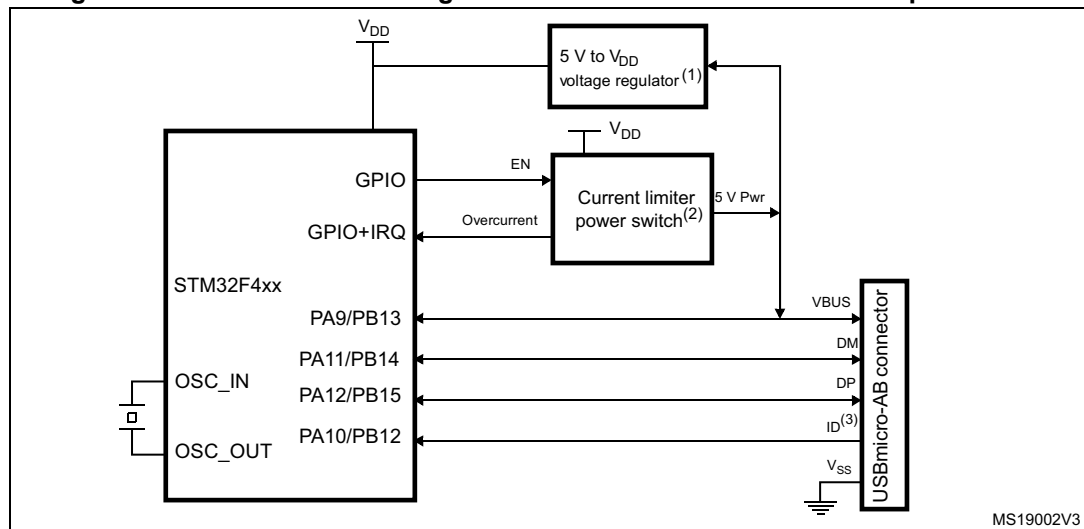 V_DD
5 V to V_DD
voltage regulator(1)
V_DD
GPIO
EN
Current limiter
power switch(2)
5 V Pwr
GPIO+IRQ
Overcurrent
STM32F4xx
PA9/PB13
VBUS
PA11/PB14
DM
OSC_IN
PA12/PB15
DP
PA10/PB12
ID(3)
OSC_OUT
V_SS
USBmicro-AB connector
MS19002V3